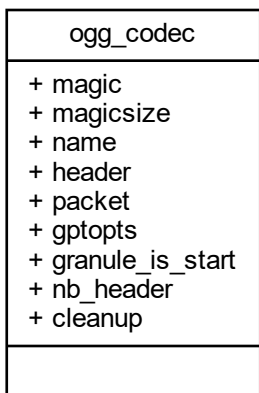 ogg_codec
+ magic
+ magicsize
+ name
+ header
+ packet
+ gptopts
+ granule_is_start
+ nb_header
+ cleanup